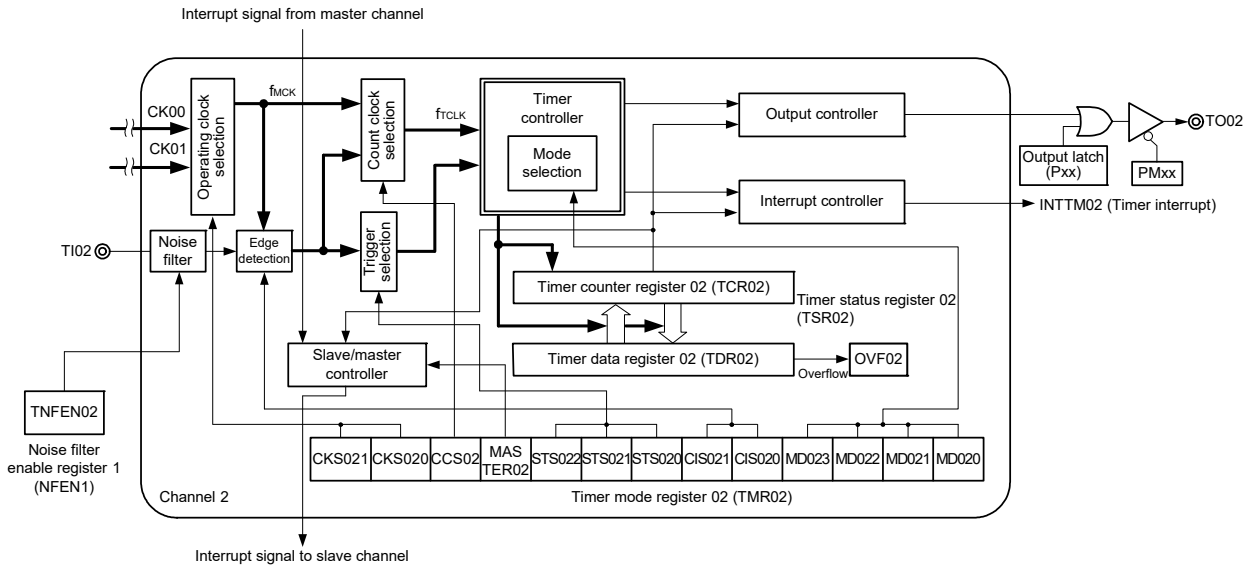 Interrupt signal from master channel
CK00
CK01
Operating clock
selection
fMCK
Count clock
selection
fTCLK
Timer
controller
Mode
selection
Output controller
Interrupt controller
Output latch
(Pxx)
PMxx
TO02
INTTM02 (Timer interrupt)
TI02
Noise
filter
Edge
detection
Trigger
selection
Timer counter register 02 (TCR02)
Timer status register 02
(TSR02)
Slave/master
controller
Timer data register 02 (TDR02)
Overflow
OVF02
TNFEN02
Noise filter
enable register 1
(NFEN1)
CKS021
CKS020
CCS02
MAS
TER02
STS022
STS021
STS020
CIS021
CIS020
MD023
MD022
MD021
MD020
Channel 2
Timer mode register 02 (TMR02)
Interrupt signal to slave channel